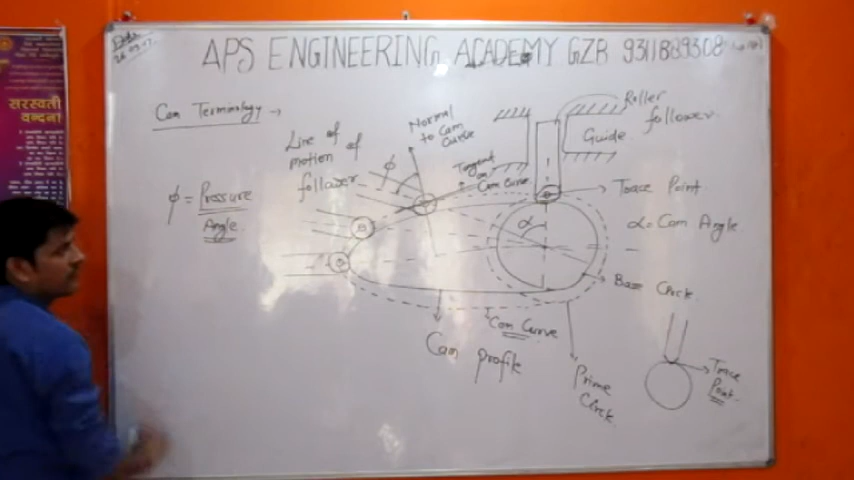 APS ENGINEERING ACADEMY GZB 9311889308
सरस्वती
वन्दना
Cam Terminology →
Line of
motion of
follower
Normal
to Cam
Curve
ϕ
Tangent
on
Cam Curve
Roller
follower
Guide
Trace Point
α = Cam Angle
α
ϕ = Pressure
Angle
Base Circle
Cam Curve
Cam profile
Prime
Circle
Trace
Point